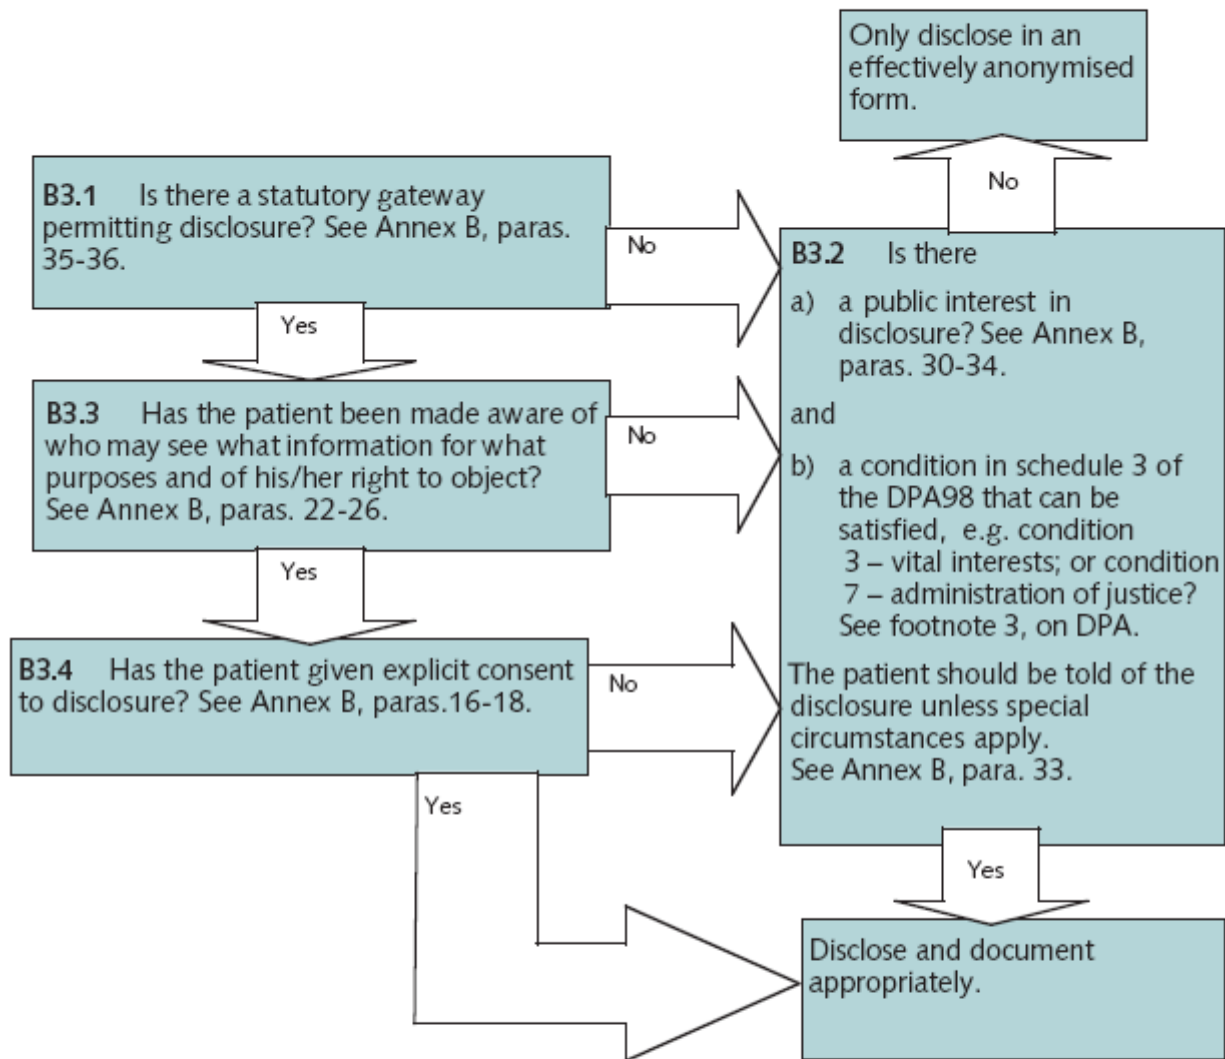 Only disclose in an
effectively anonymised
form.
No
B3.1 Is there a statutory gateway
permitting disclosure? See Annex B, paras.
35-36.
No
Yes
B3.2 Is there
a) a public interest in
disclosure? See Annex B,
paras. 30-34.
and
b) a condition in schedule 3 of
the DPA98 that can be
satisfied, e.g. condition
3 – vital interests; or condition
7 – administration of justice?
See footnote 3, on DPA.
The patient should be told of the
disclosure unless special
circumstances apply.
See Annex B, para. 33.
B3.3 Has the patient been made aware of
who may see what information for what
purposes and of his/her right to object?
See Annex B, paras. 22-26.
No
Yes
B3.4 Has the patient given explicit consent
to disclosure? See Annex B, paras.16-18.
No
Yes
Yes
Disclose and document
appropriately.